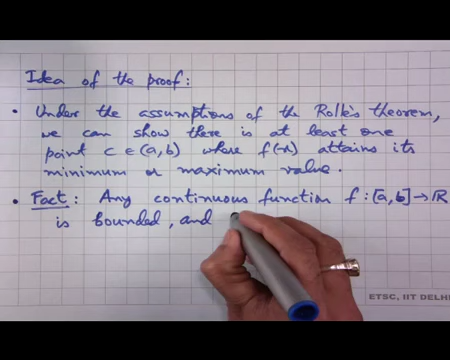 Idea of the proof:
• Under the assumptions of the Rolle's theorem,
we can show there is at least one
point c ∈ (a,b) where f(x) attains its
minimum or maximum value.
• Fact: Any continuous function f: [a,b] → ℝ
is bounded, and
ETSC, IIT DELHI